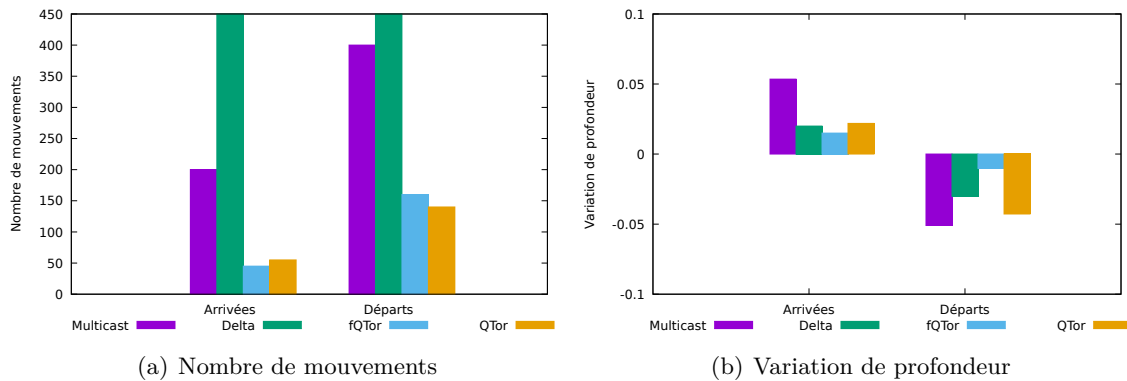 Nombre de mouvements
450
400
350
300
250
200
150
100
50
0
Arrivées Départs
Multicast Delta fQTor QTor
(a) Nombre de mouvements
Variation de profondeur
0.1
0.05
0
-0.05
-0.1
Arrivées Départs
Multicast Delta fQTor QTor
(b) Variation de profondeur